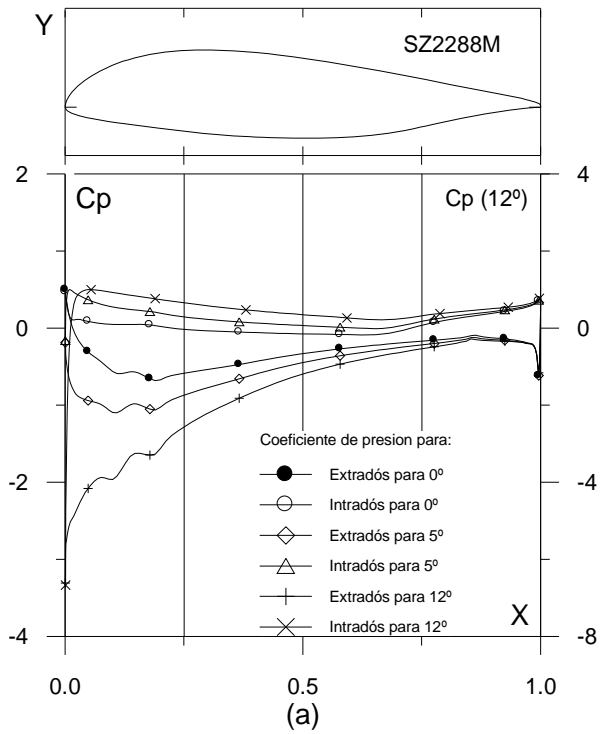 Y
SZ2288M
2
Cp
Cp (12º)
4
0
0
Coeficiente de presion para:
Extradós para 0º
-2
-4
Intradós para 0º
Extradós para 5º
Intradós para 5º
Extradós para 12º
Intradós para 12º
X
-4
-8
0.0
0.5
1.0
(a)